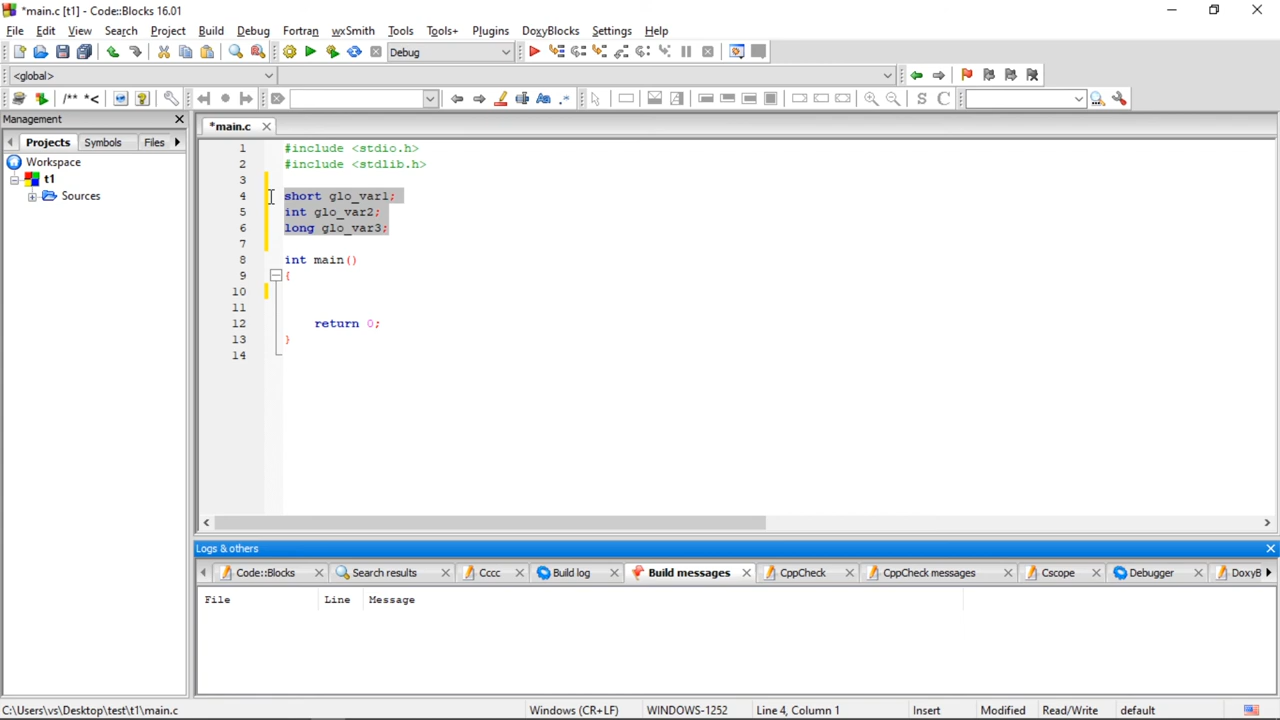 *main.c [t1] - Code::Blocks 16.01
File Edit View Search Project Build Debug Fortran wxSmith Tools Tools+ Plugins DoxyBlocks Settings Help
Debug
<global>
/** *<
S C
Management
Projects Symbols Files
Workspace
t1
Sources
*main.c
1 #include <stdio.h>
2 #include <stdlib.h>
3
4 short glo_var1;
5 int glo_var2;
6 long glo_var3;
7
8 int main()
9 {
10
11
12 return 0;
13 }
14
Logs & others
Code::Blocks Search results Cccc Build log Build messages CppCheck CppCheck messages Cscope Debugger DoxyB
File Line Message
C:\Users\vs\Desktop\test\t1\main.c Windows (CR+LF) WINDOWS-1252 Line 4, Column 1 Insert Modified Read/Write default